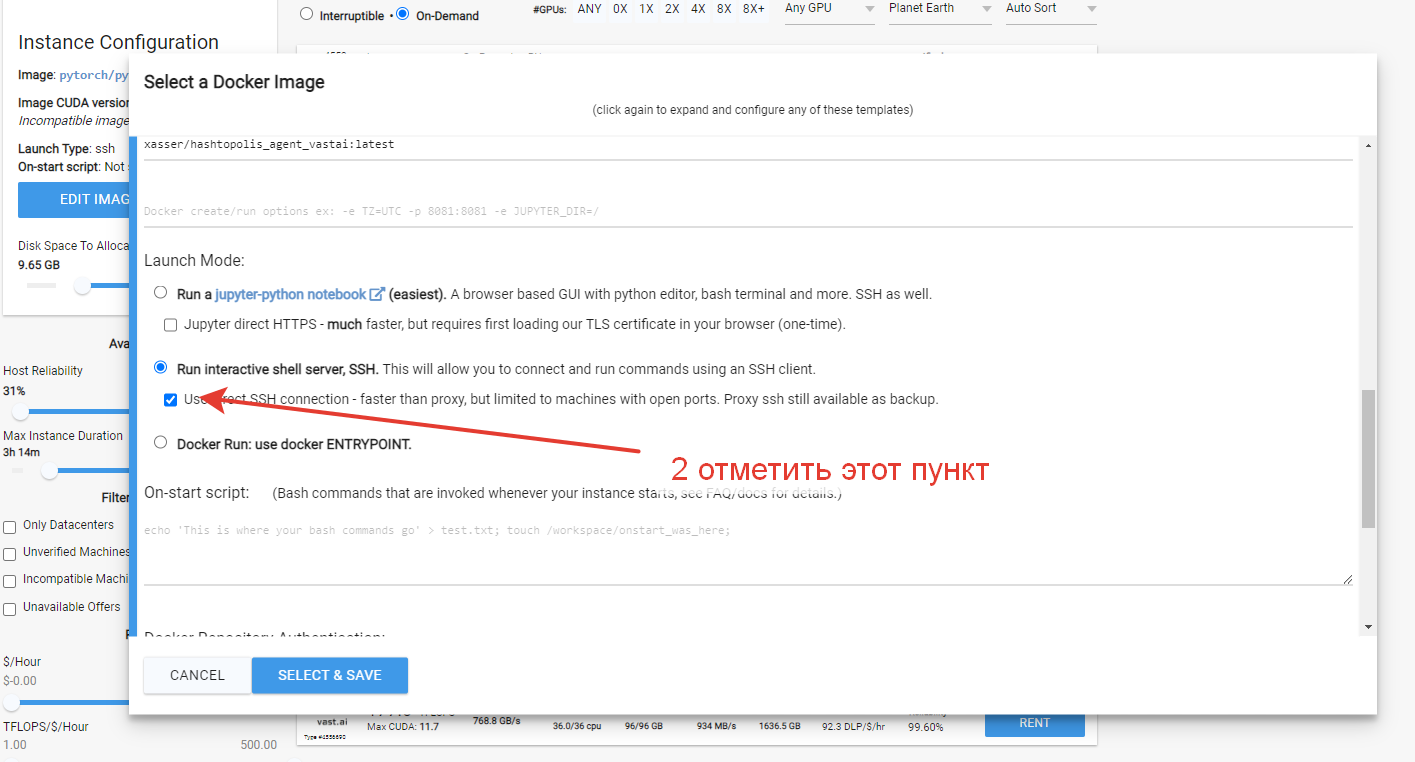 Interruptible • On-Demand
#GPUs: ANY 0X 1X 2X 4X 8X 8X+
Any GPU
Planet Earth
Auto Sort
Instance Configuration
Image: pytorch/py
Image CUDA version
Incompatible image
Launch Type: ssh
On-start script: Not
EDIT IMAG
Disk Space To Alloca
9.65 GB
Ava
Host Reliability
31%
Max Instance Duration
3h 14m
Filter
Only Datacenters
Unverified Machines
Incompatible Machi
Unavailable Offers
$/Hour
$-0.00
TFLOPS/$/Hour
1.00 500.00
Select a Docker Image
(click again to expand and configure any of these templates)
xasser/hashtopolis_agent_vastai:latest
Docker create/run options ex: -e TZ=UTC -p 8081:8081 -e JUPYTER_DIR=/
Launch Mode:
Run a jupyter-python notebook (easiest). A browser based GUI with python editor, bash terminal and more. SSH as well.
Jupyter direct HTTPS - much faster, but requires first loading our TLS certificate in your browser (one-time).
Run interactive shell server, SSH. This will allow you to connect and run commands using an SSH client.
Use direct SSH connection - faster than proxy, but limited to machines with open ports. Proxy ssh still available as backup.
Docker Run: use docker ENTRYPOINT.
2 отметить этот пункт
On-start script: (Bash commands that are invoked whenever your instance starts, see FAQ/docs for details.)
echo 'This is where your bash commands go' > test.txt; touch /workspace/onstart_was_here;
Docker Repository Authentication:
CANCEL
SELECT & SAVE
vast.ai
Max CUDA: 11.7
768.8 GB/s
36.0/36 cpu
96/96 GB
934 MB/s
1636.5 GB
92.3 DLP/$/hr
99.60%
RENT